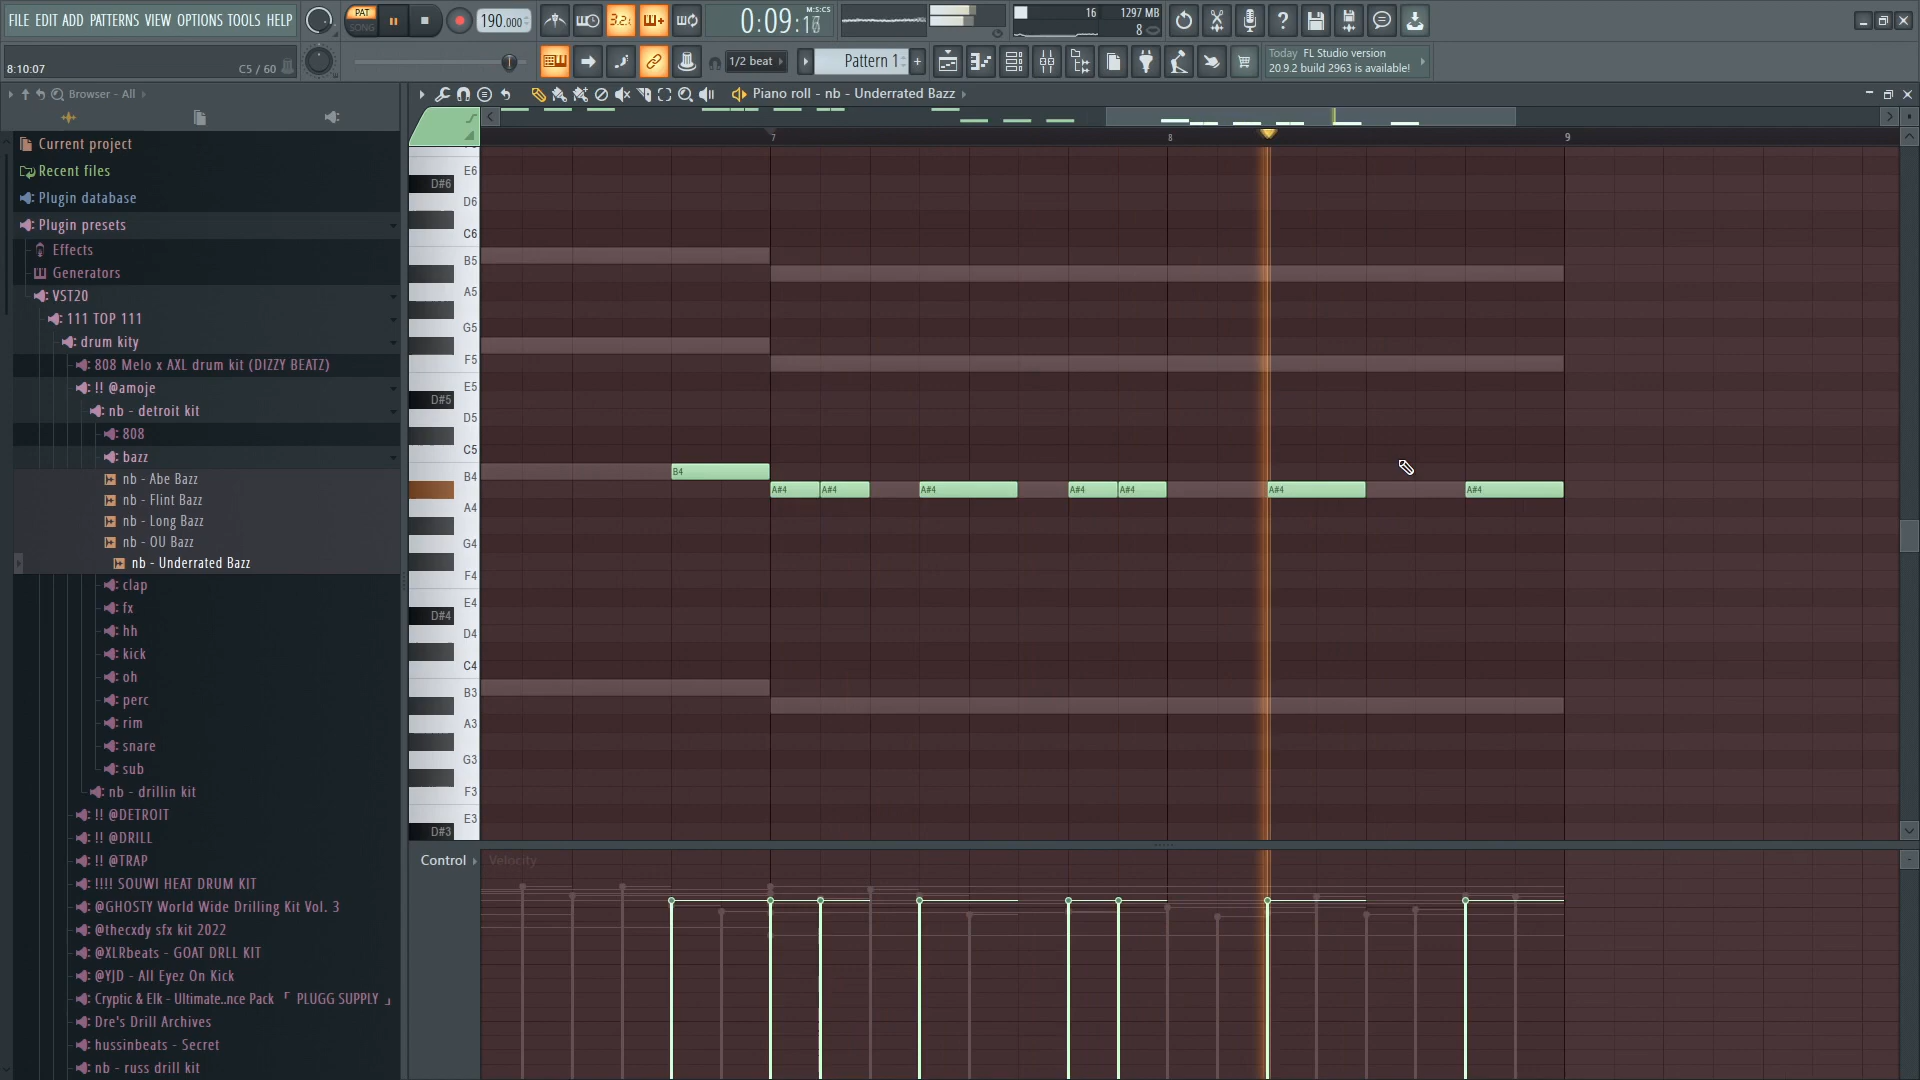 FILE EDIT ADD PATTERNS VIEW OPTIONS TOOLS HELP
PAT
SONG
190.000
3.2.
0:09:
M:S:CS
16
1297 MB
8
8:10:07
C5 / 60
1/2 beat
Pattern 1
Today FL Studio version
20.9.2 build 2963 is available!
Browser - All
Piano roll - nb - Underrated Bazz
Current project
Recent files
Plugin database
Plugin presets
Effects
Generators
VST20
111 TOP 111
drum kity
808 Melo x AXL drum kit (DIZZY BEATZ)
!! @amoje
nb - detroit kit
808
bazz
nb - Abe Bazz
nb - Flint Bazz
nb - Long Bazz
nb - OU Bazz
nb - Underrated Bazz
clap
fx
hh
kick
oh
perc
rim
snare
sub
nb - drillin kit
!! @DETROIT
!! @DRILL
!! @TRAP
!!!! SOUWI HEAT DRUM KIT
@GHOSTY World Wide Drilling Kit Vol. 3
@thecxdy sfx kit 2022
@XLRbeats - GOAT DRLL KIT
@YJD - All Eyez On Kick
Cryptic & Elk - Ultimate..nce Pack 「 PLUGG SUPPLY 」
Dre's Drill Archives
hussinbeats - Secret
nb - russ drill kit
7
8
9
E6
D#6
D6
C6
B5
A5
G5
F5
E5
D#5
D5
C5
B4
A4
G4
F4
E4
D#4
D4
C4
B3
A3
G3
F3
E3
D#3
B4
A#4
A#4
A#4
A#4
A#4
A#4
A#4
Control
Velocity